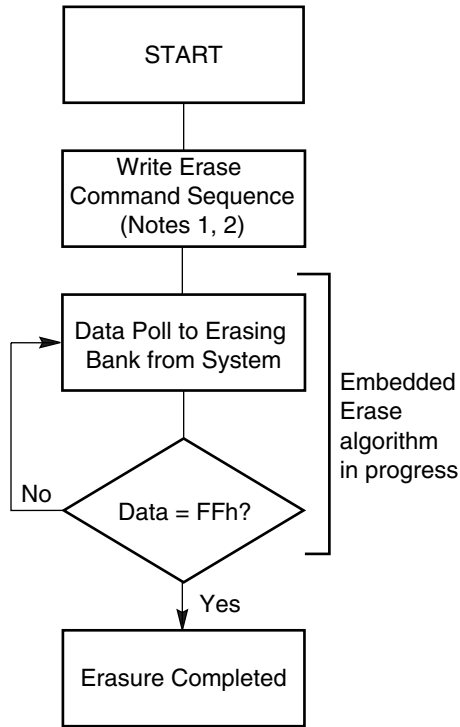 START
Write Erase
Command Sequence
(Notes 1, 2)
Data Poll to Erasing
Bank from System
Embedded
Erase
algorithm
in progress
No
Data = FFh?
Yes
Erasure Completed